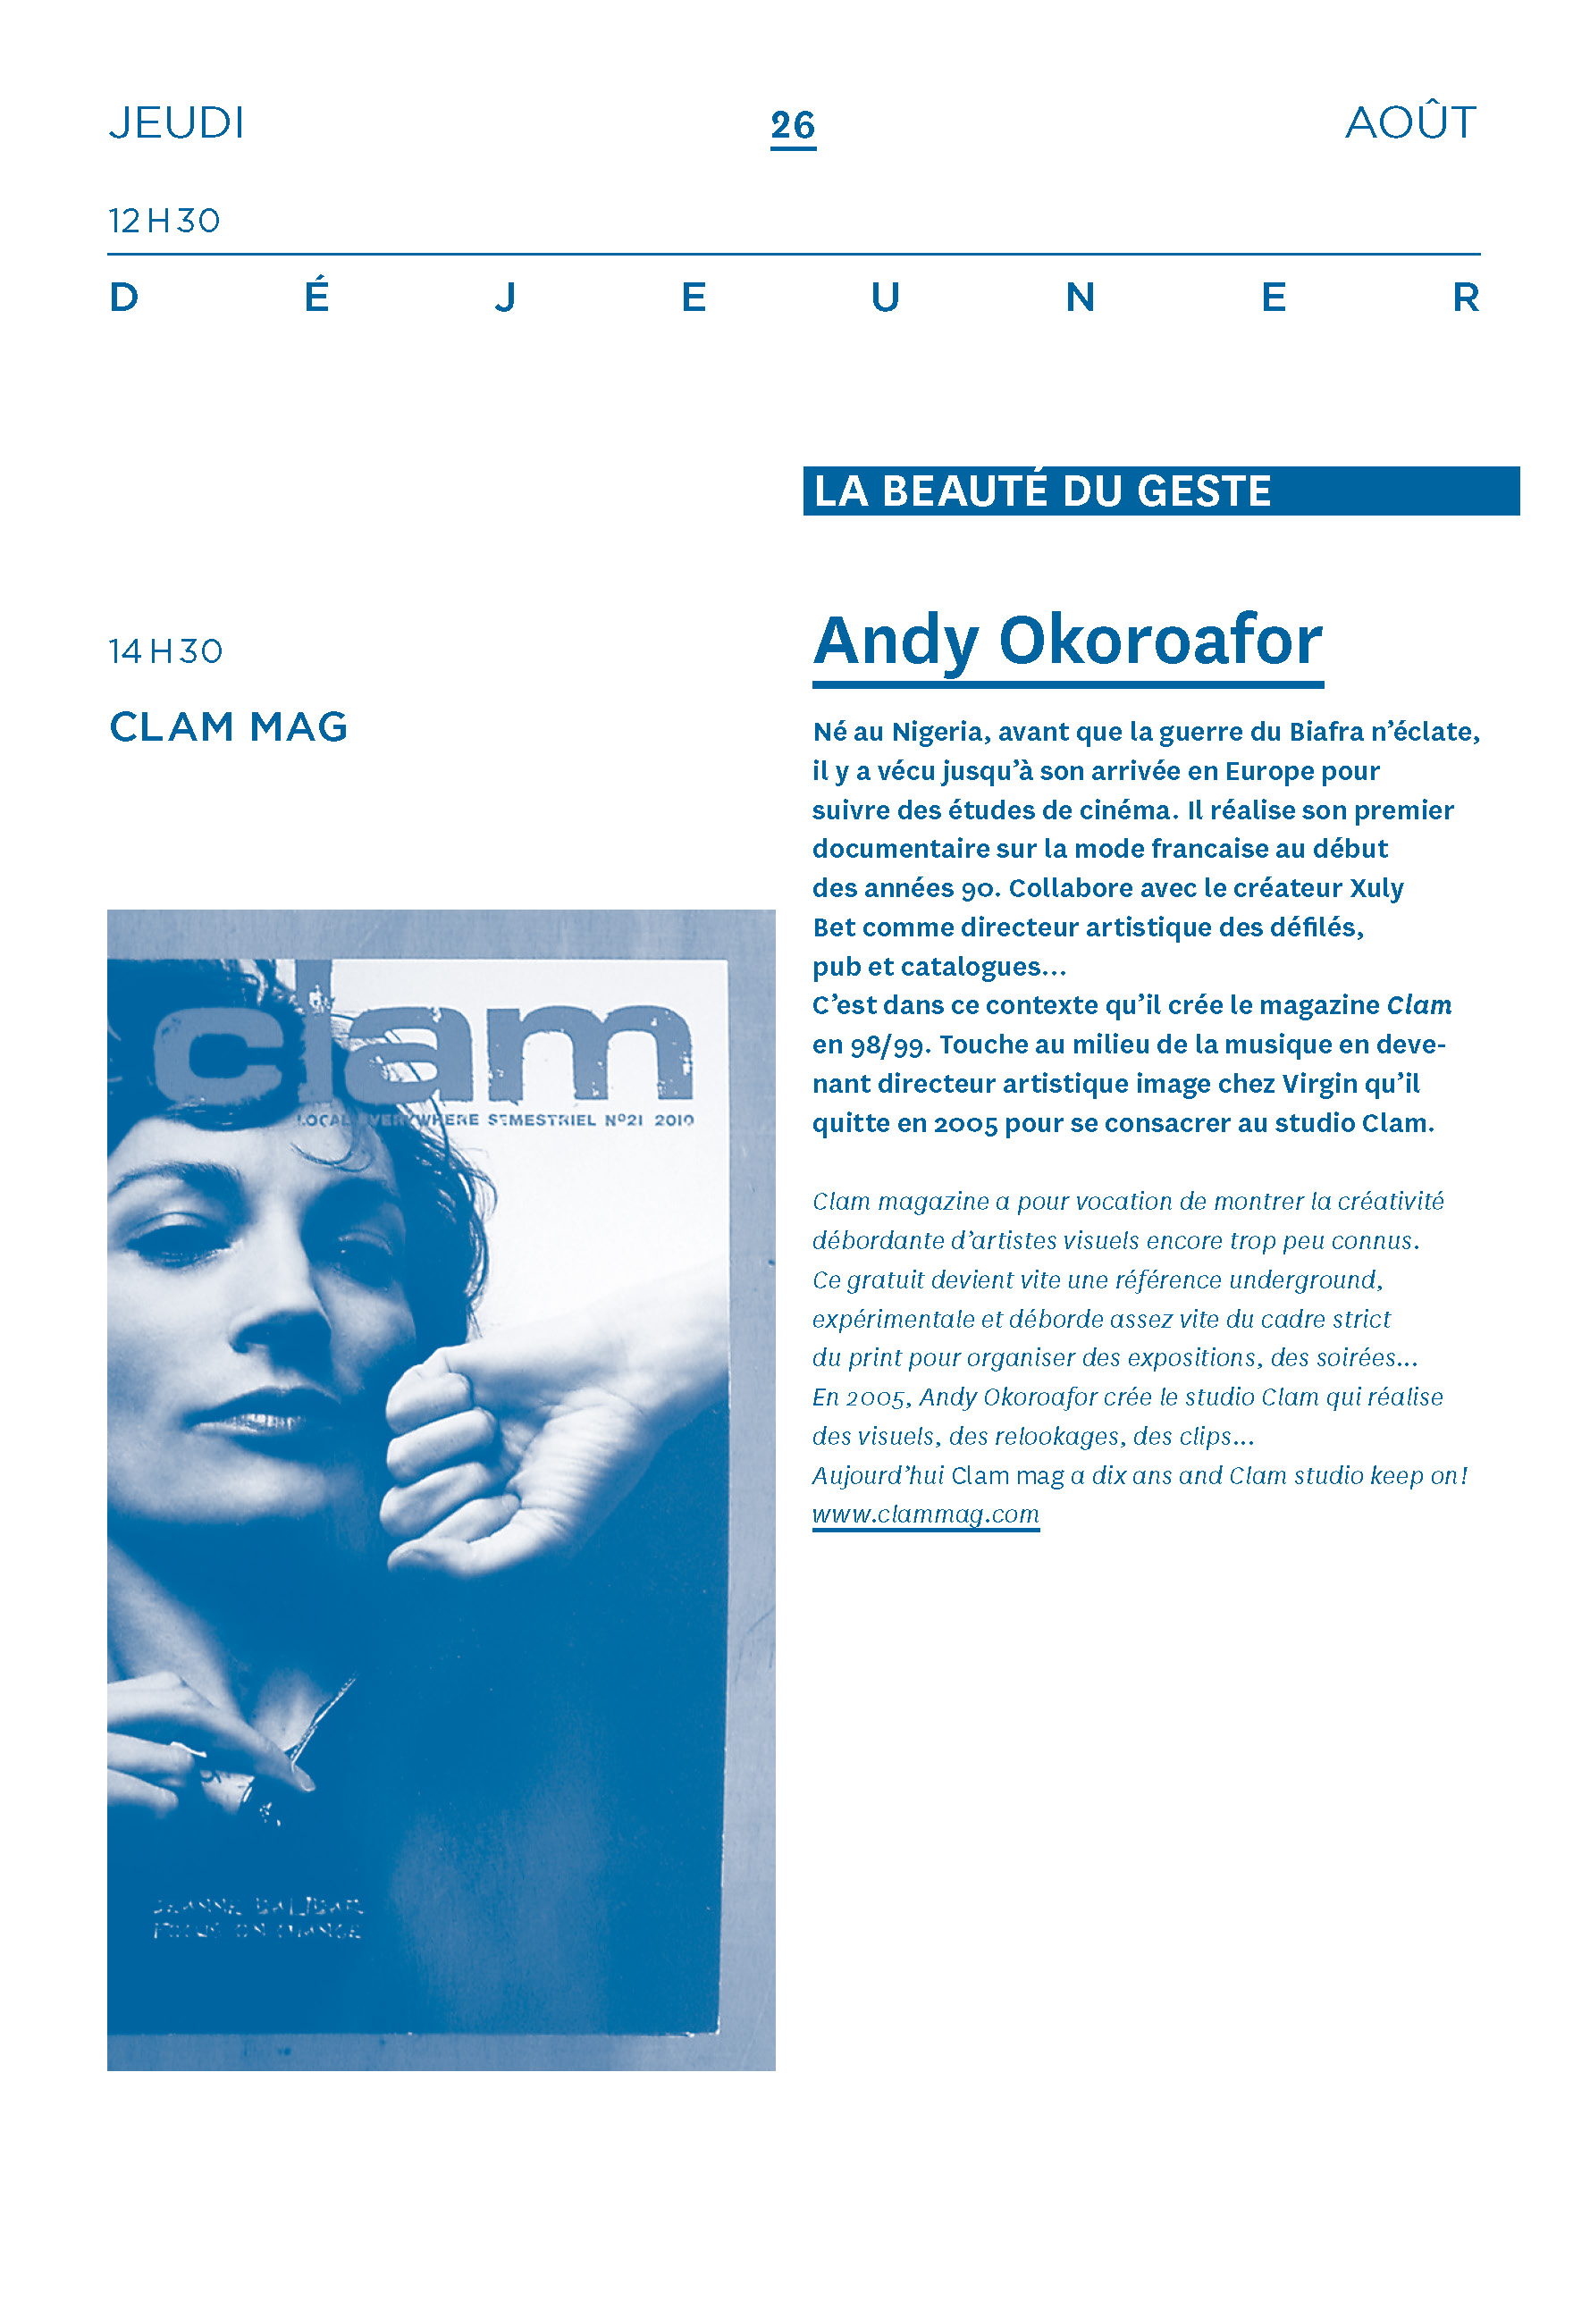 JEUDI 26 AOÛT
12 H 30
DÉJEUNER
LA BEAUTÉ DU GESTE
14 H 30
CLAM MAG
Andy Okoroafor
Né au Nigeria, avant que la guerre du Biafra n’éclate,
il y a vécu jusqu’à son arrivée en Europe pour
suivre des études de cinéma. Il réalise son premier
documentaire sur la mode francaise au début
des années 90. Collabore avec le créateur Xuly
Bet comme directeur artistique des défilés,
pub et catalogues…
C’est dans ce contexte qu’il crée le magazine Clam
en 98/99. Touche au milieu de la musique en deve-
nant directeur artistique image chez Virgin qu’il
quitte en 2005 pour se consacrer au studio Clam.
Clam magazine a pour vocation de montrer la créativité
débordante d’artistes visuels encore trop peu connus.
Ce gratuit devient vite une référence underground,
expérimentale et déborde assez vite du cadre strict
du print pour organiser des expositions, des soirées…
En 2005, Andy Okoroafor crée le studio Clam qui réalise
des visuels, des relookages, des clips…
Aujourd’hui Clam mag a dix ans and Clam studio keep on!
www.clammag.com
clam
LOCAL EVERYWHERE SEMESTRIEL Nº21 2010
JEANNE BALIBAR
FOCUS ON FRANCE